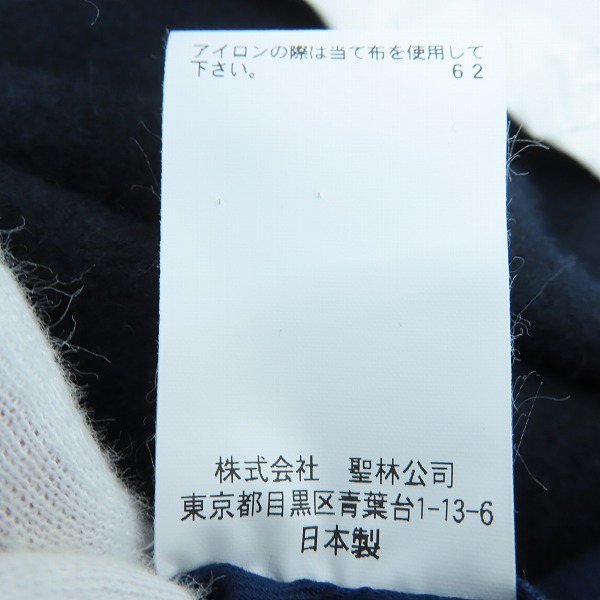 アイロンの際は当て布を使用して
下さい。 62
株式会社 聖林公司
東京都目黒区青葉台1-13-6
日本製